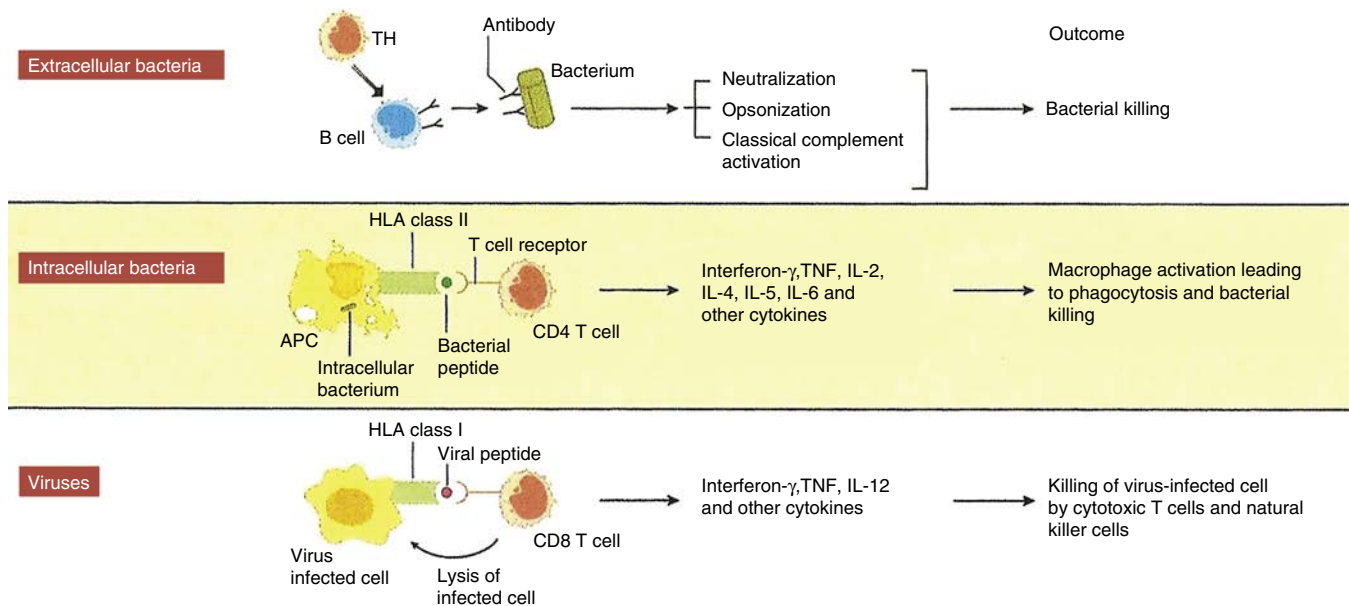 Outcome
Extracellular bacteria
TH
B cell
Antibody
Bacterium
Neutralization
Opsonization
Classical complement
activation
Bacterial killing
Intracellular bacteria
HLA class II
T cell receptor
APC
Intracellular
bacterium
Bacterial
peptide
CD4 T cell
Interferon-γ,TNF, IL-2,
IL-4, IL-5, IL-6 and
other cytokines
Macrophage activation leading
to phagocytosis and bacterial
killing
Viruses
HLA class I
Viral peptide
Virus
infected cell
Lysis of
infected cell
CD8 T cell
Interferon-γ,TNF, IL-12
and other cytokines
Killing of virus-infected cell
by cytotoxic T cells and natural
killer cells